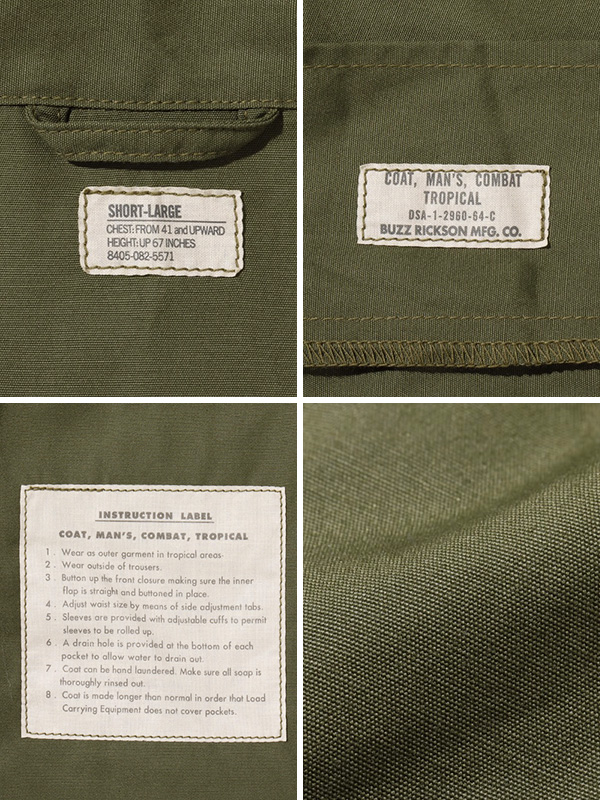 SHORT-LARGE
CHEST: FROM 41 and UPWARD
HEIGHT: UP 67 INCHES
8405-082-5571
COAT, MAN'S, COMBAT
TROPICAL
DSA-1-2960-64-C
BUZZ RICKSON MFG. CO.
INSTRUCTION LABEL
COAT, MAN'S, COMBAT, TROPICAL
1. Wear as outer garment in tropical areas.
2. Wear outside of trousers.
3. Button up the front closure making sure the inner
flap is straight and buttoned in place.
4. Adjust waist size by means of side adjustment tabs.
5. Sleeves are provided with adjustable cuffs to permit
sleeves to be rolled up.
6. A drain hole is provided at the bottom of each
pocket to allow water to drain out.
7. Coat can be hand laundered. Make sure all soap is
thoroughly rinsed out.
8. Coat is made longer than normal in order that Load
Carrying Equipment does not cover pockets.